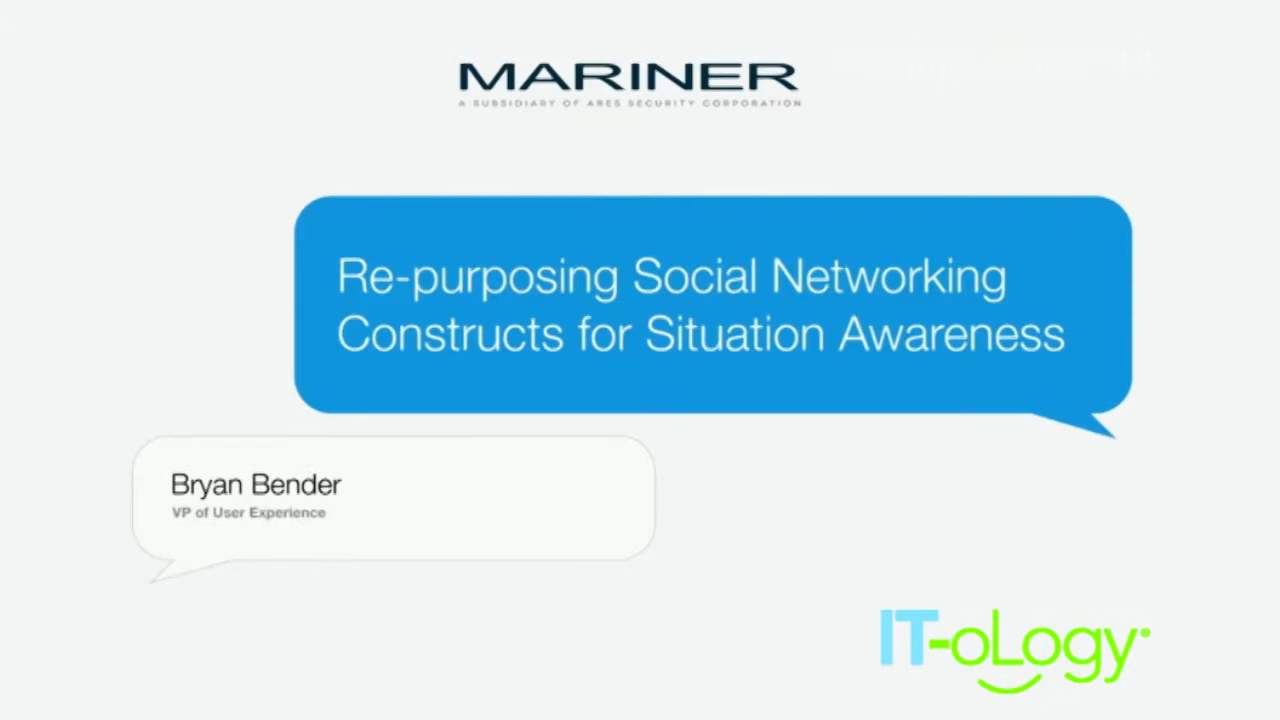 MARINER
A SUBSIDIARY OF ARES SECURITY CORPORATION
Re-purposing Social Networking
Constructs for Situation Awareness
Bryan Bender
VP of User Experience
IT-oLogy